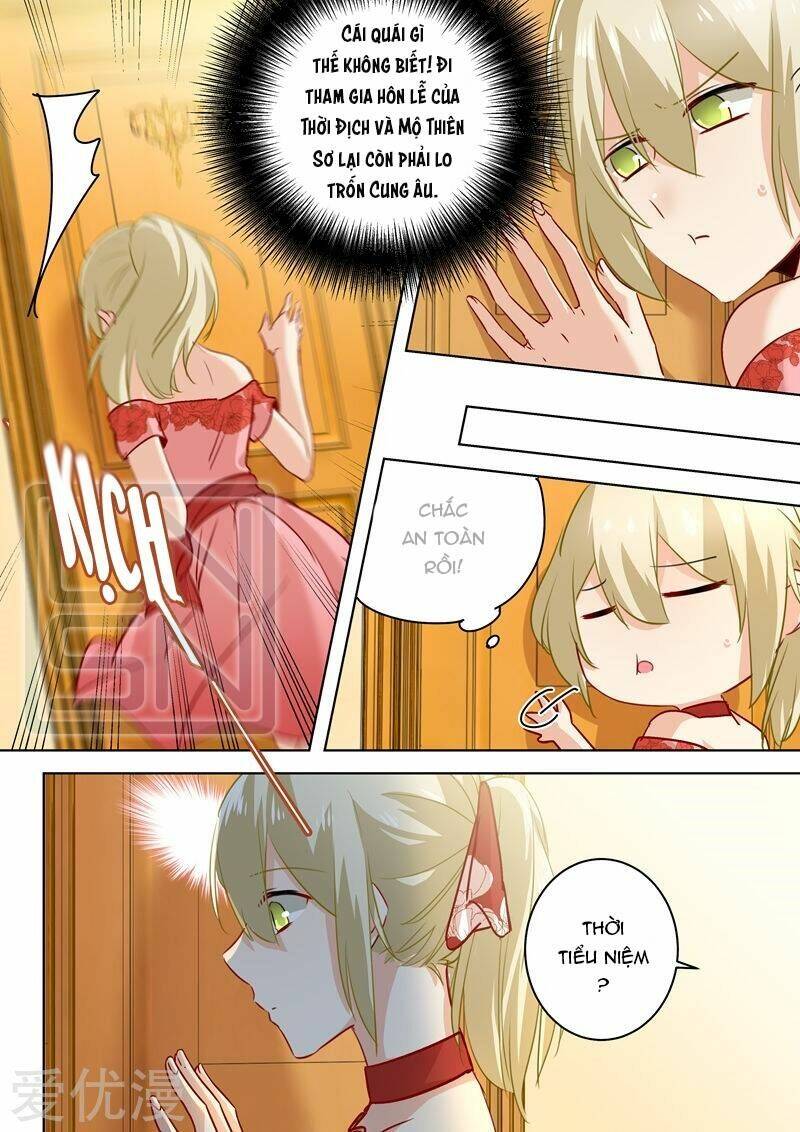 CÁI QUÁI GÌ
THẾ KHÔNG BIẾT! ĐI
THAM GIA HÔN LỄ CỦA
THỜI ĐỊCH VÀ MỘ THIÊN
SƠ LẠI CÒN PHẢI LO
TRỐN CUNG ÂU.
KỊCH
CHẮC
AN TOÀN
RỒI!
THỜI
TIỂU NIỆM
?
爱优漫